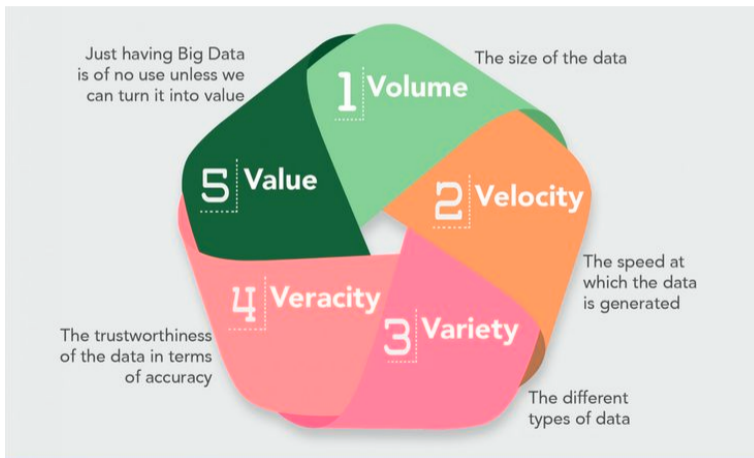 1 Volume
The size of the data
2 Velocity
The speed at
which the data
is generated
3 Variety
The different
types of data
4 Veracity
The trustworthiness
of the data in terms
of accuracy
5 Value
Just having Big Data
is of no use unless we
can turn it into value